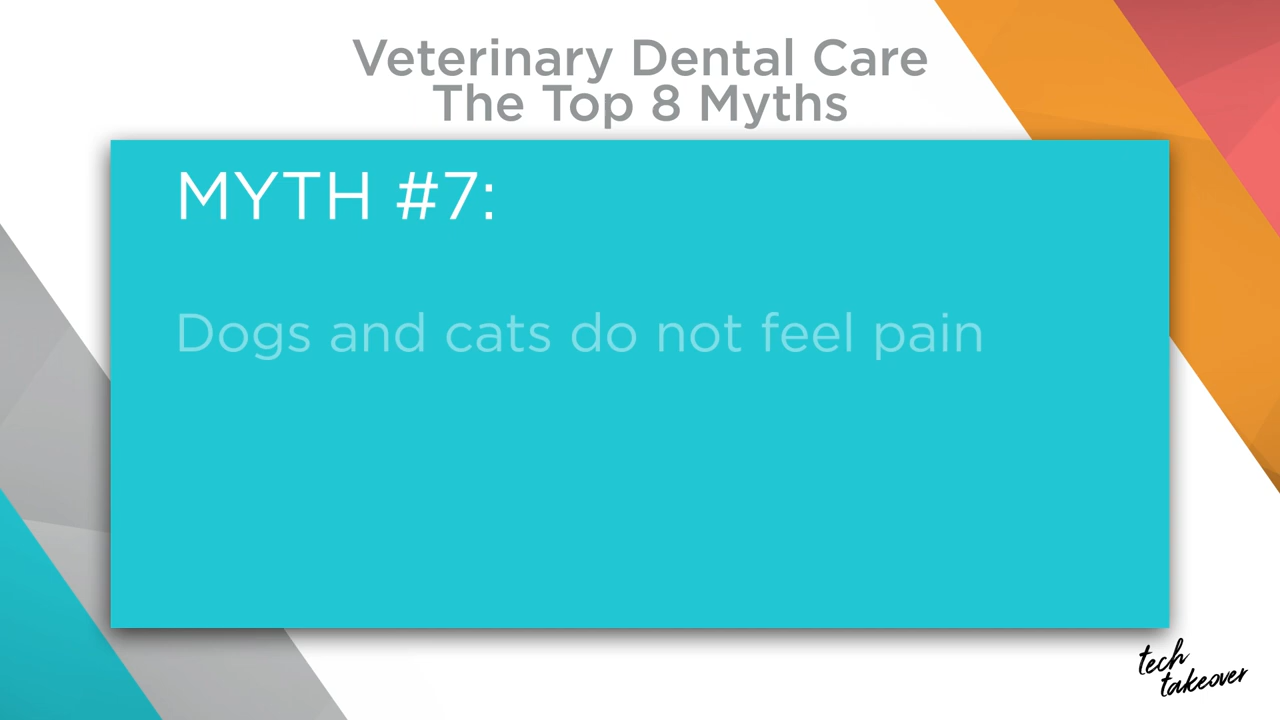 Veterinary Dental Care
The Top 8 Myths
MYTH #7:
Dogs and cats do not feel pain
tech
takeover